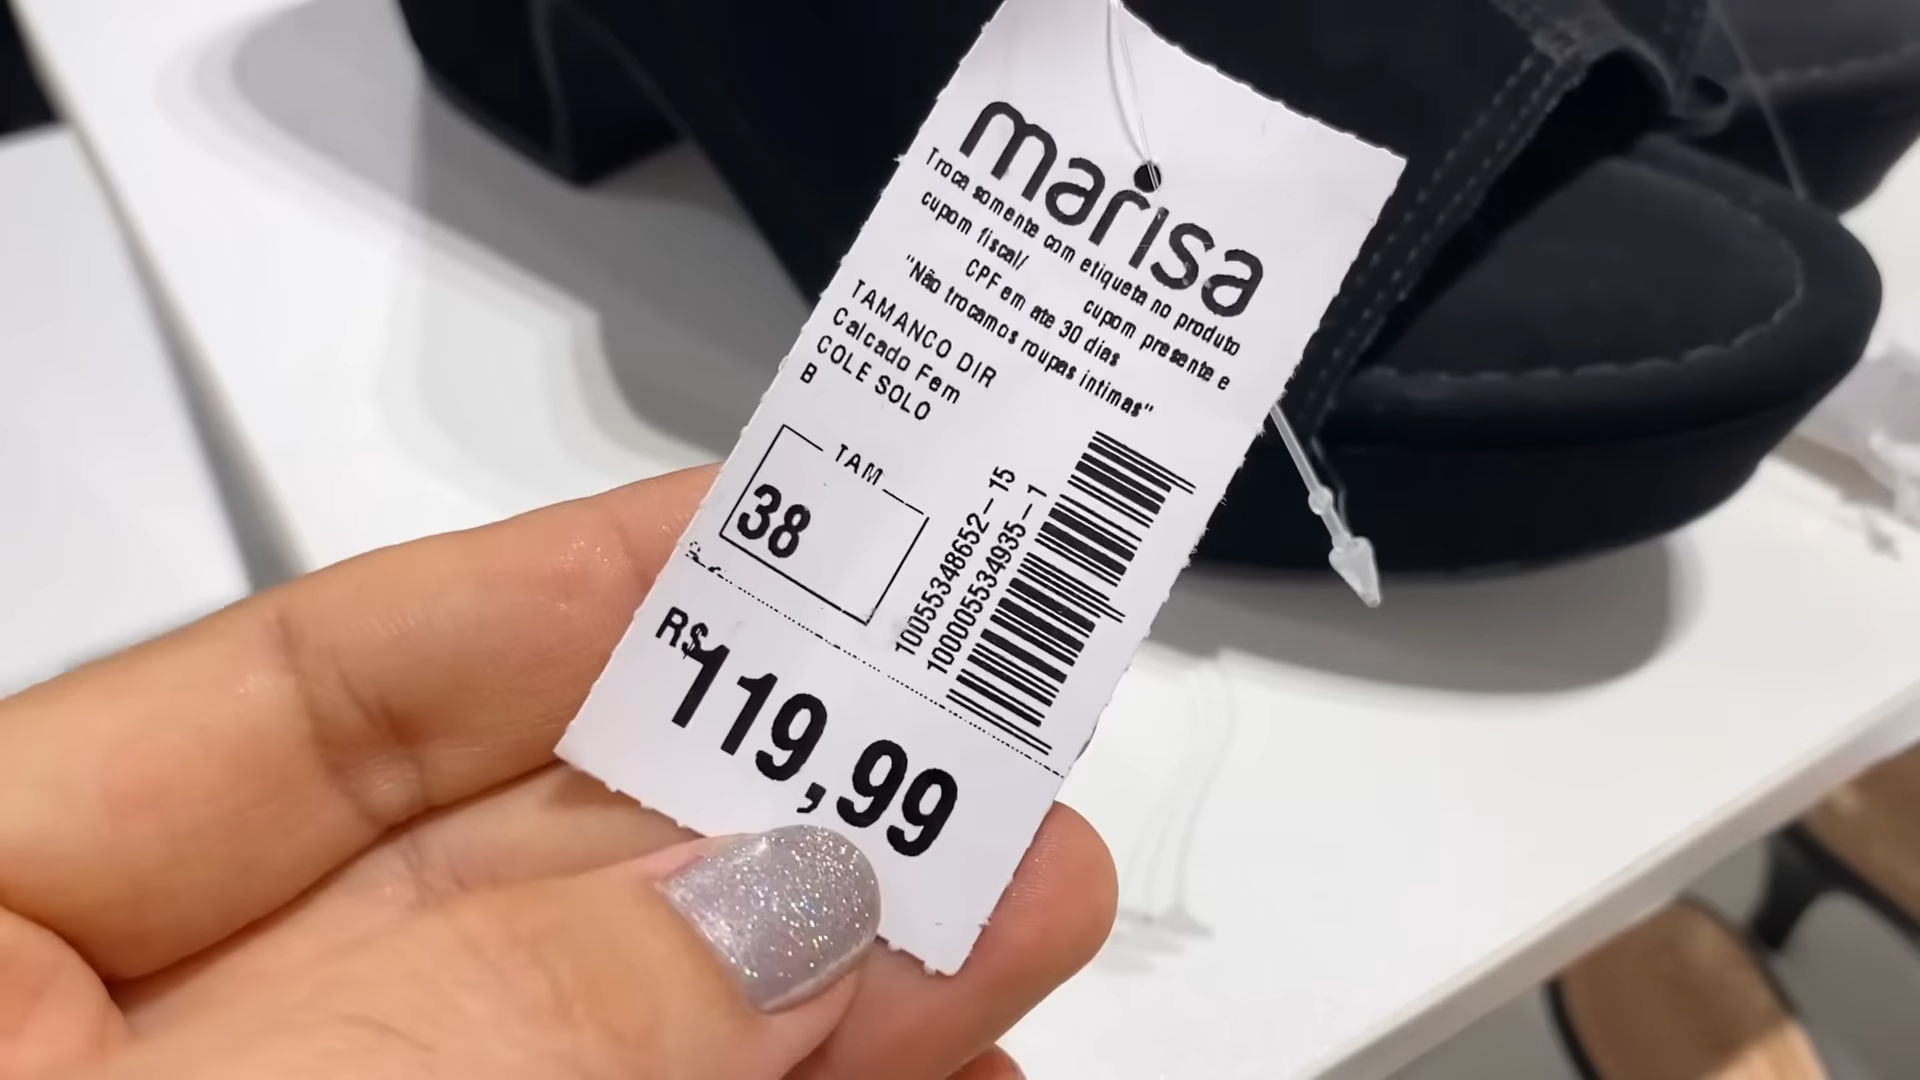 marisa
Troca somente com etiqueta no produto
cupom fiscal/ cupom presente e
CPF em ate 30 dias
"Não trocamos roupas intimas"
TAMANCO DIR
Calcado Fem
COLE SOLO
B
TAM
38
10055348652-15
100005534935-1
R$
119,99